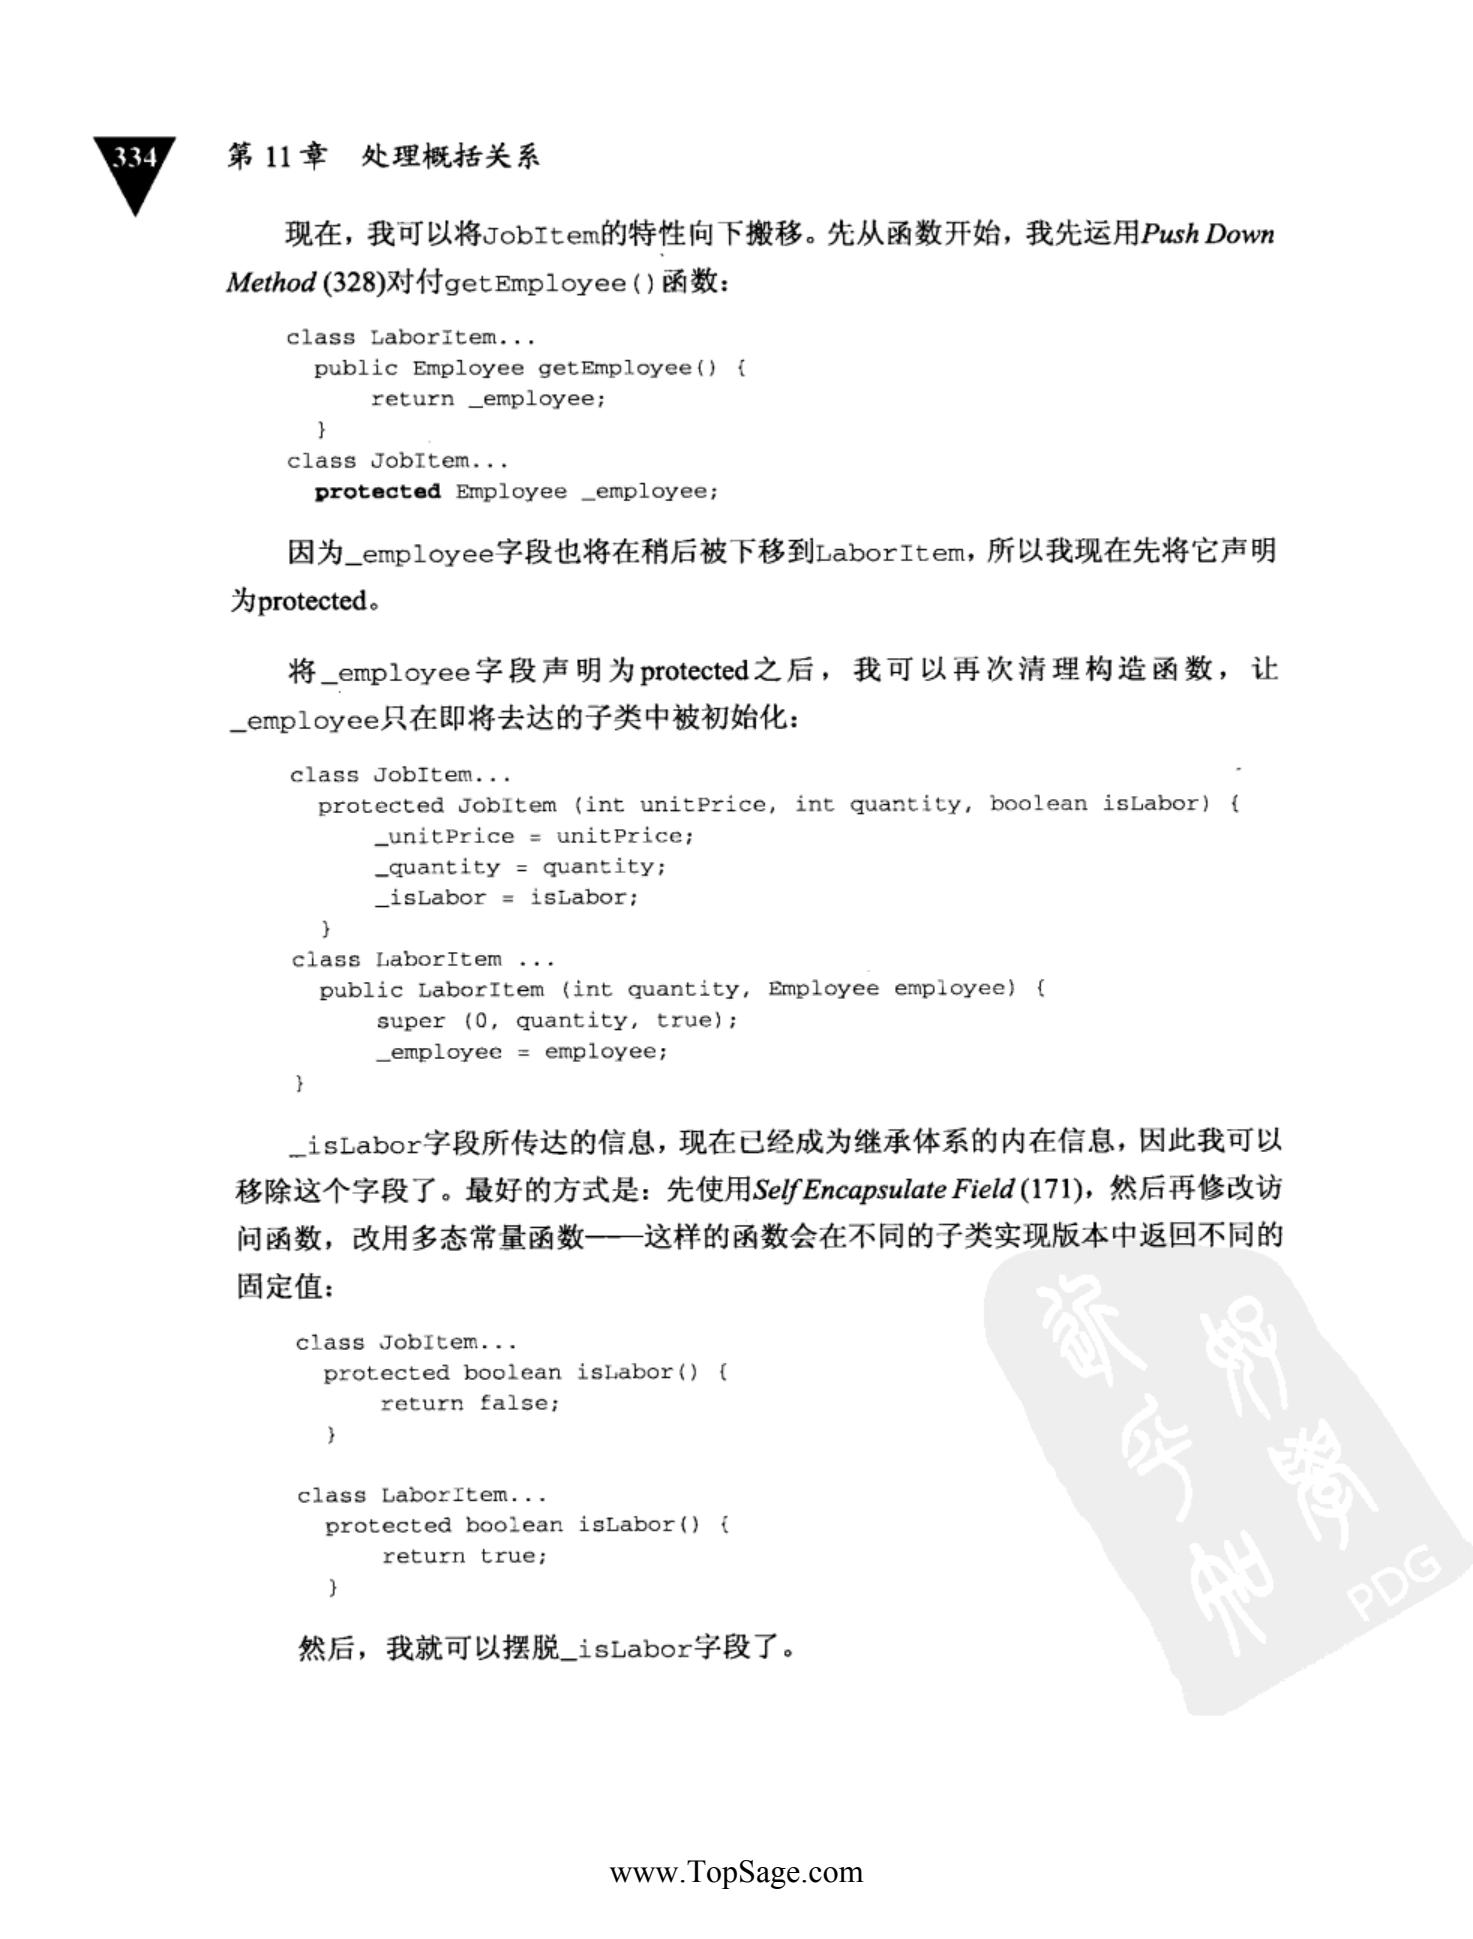 334
第 11 章　处理概括关系
现在，我可以将JobItem的特性向下搬移。先从函数开始，我先运用Push Down
Method (328)对付getEmployee()函数：
class LaborItem...
public Employee getEmployee() {
return _employee;
}
class JobItem...
protected Employee _employee;
因为_employee字段也将在稍后被下移到LaborItem，所以我现在先将它声明
为protected。
将_employee字段声明为protected之后，我可以再次清理构造函数，让
_employee只在即将去达的子类中被初始化：
class JobItem...
protected JobItem (int unitPrice, int quantity, boolean isLabor) {
_unitPrice = unitPrice;
_quantity = quantity;
_isLabor = isLabor;
}
class LaborItem ...
public LaborItem (int quantity, Employee employee) {
super (0, quantity, true);
_employee = employee;
}
_isLabor字段所传达的信息，现在已经成为继承体系的内在信息，因此我可以
移除这个字段了。最好的方式是：先使用Self Encapsulate Field (171)，然后再修改访
问函数，改用多态常量函数——这样的函数会在不同的子类实现版本中返回不同的
固定值：
class JobItem...
protected boolean isLabor() {
return false;
}
class LaborItem...
protected boolean isLabor() {
return true;
}
然后，我就可以摆脱_isLabor字段了。
PDG
www.TopSage.com